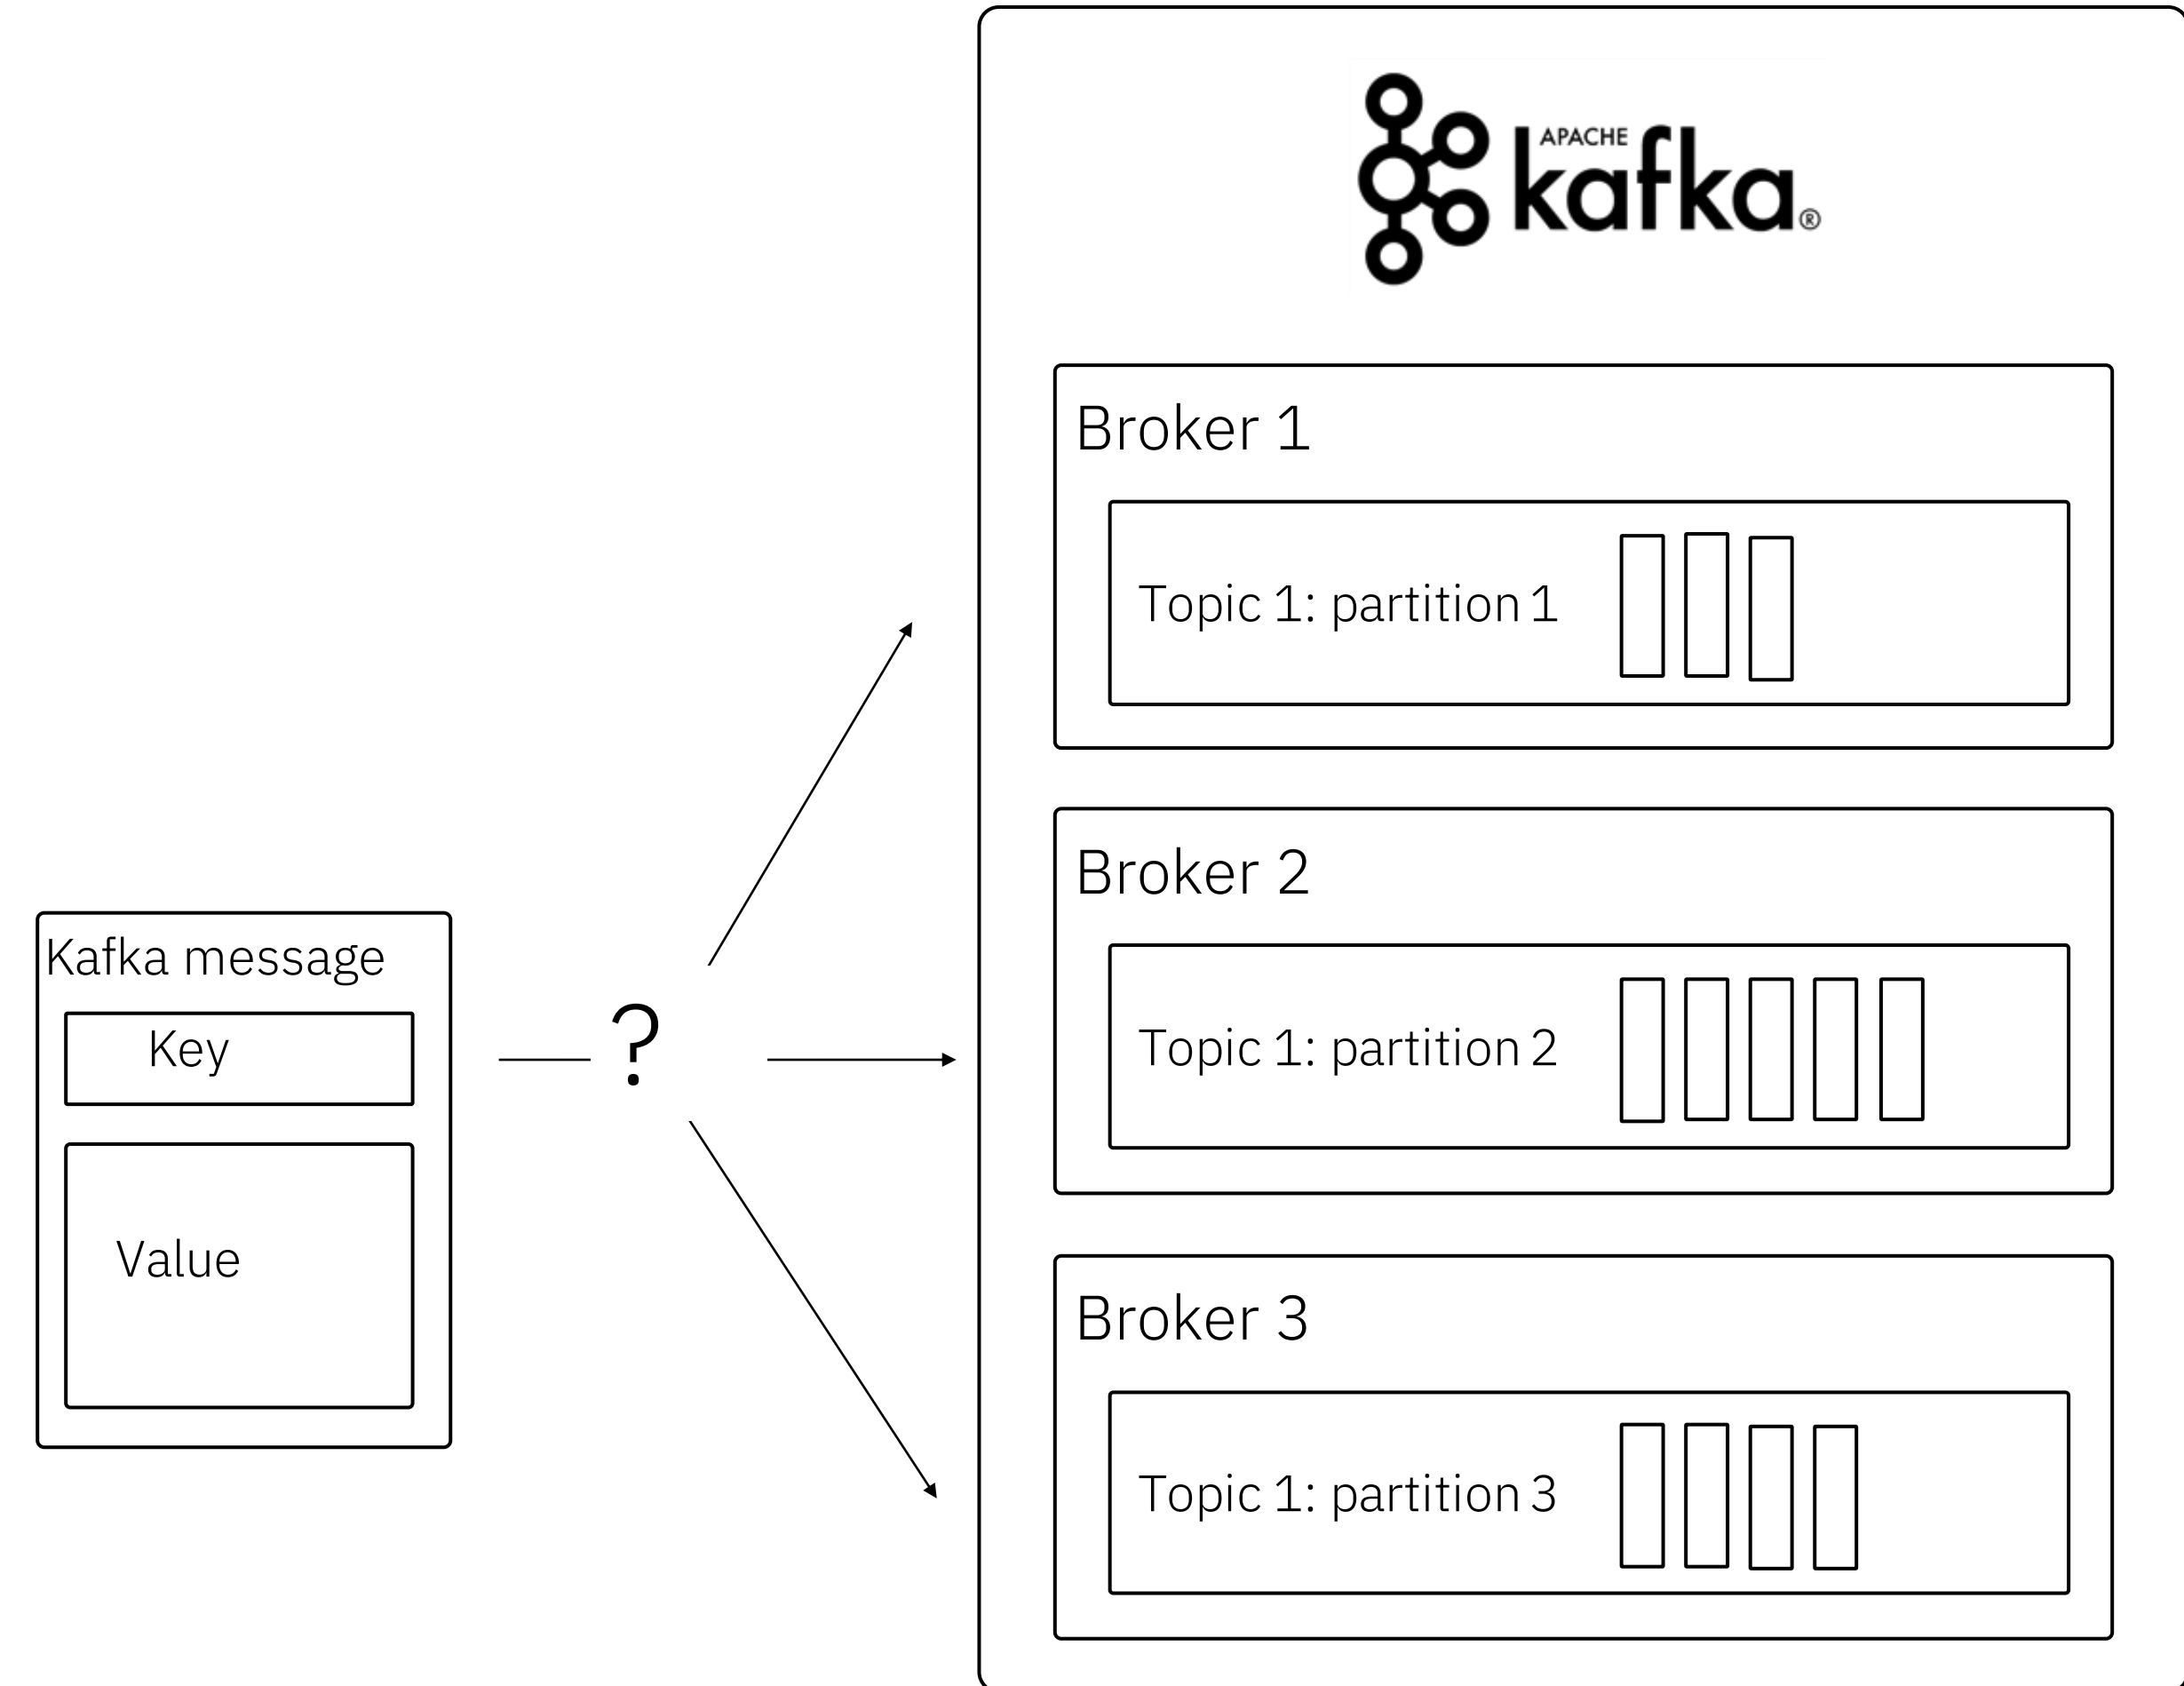 APACHE
kafka®
Broker 1
Topic 1: partition 1
Broker 2
Kafka message
Key
?
Topic 1: partition 2
Value
Broker 3
Topic 1: partition 3